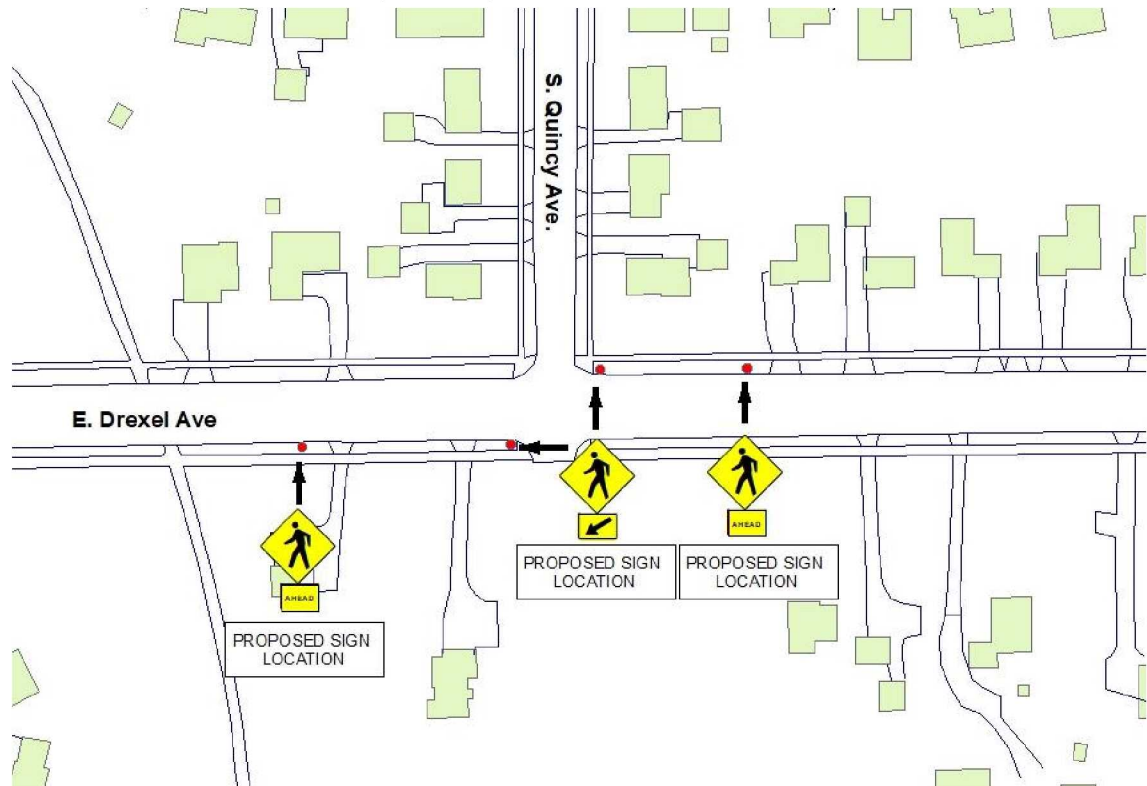 S. Quincy Ave.
E. Drexel Ave
AHEAD
PROPOSED SIGN
LOCATION
PROPOSED SIGN
LOCATION
AHEAD
PROPOSED SIGN
LOCATION